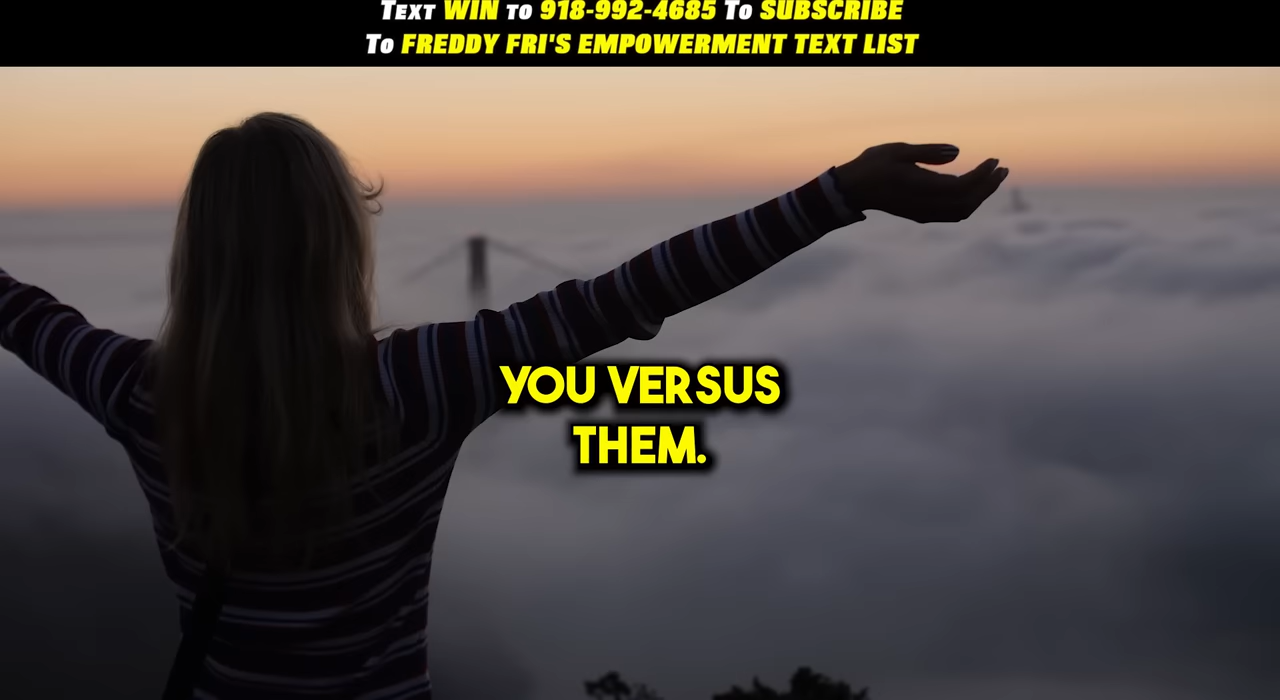 Text WIN to 918-992-4685 To SUBSCRIBE
To FREDDY FRI'S EMPOWERMENT TEXT LIST
YOU VERSUS
THEM.